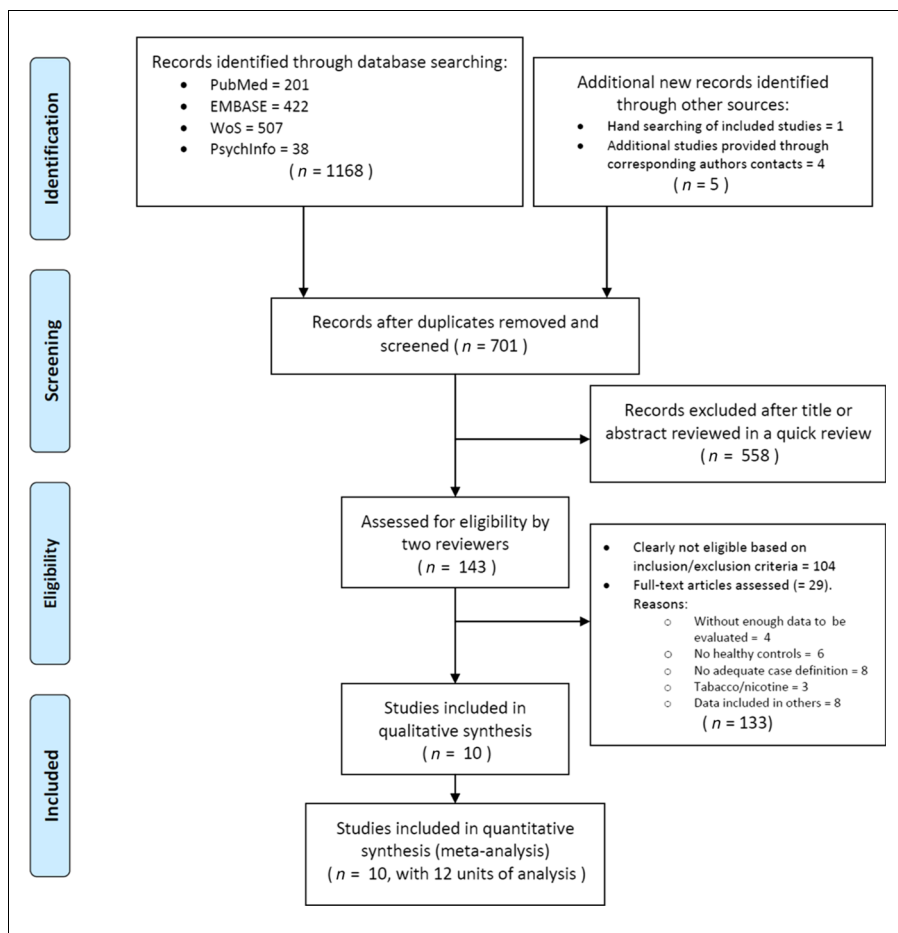 Identification
Records identified through database searching:
• PubMed = 201
• EMBASE = 422
• WoS = 507
• PsychInfo = 38
( n = 1168 )
Additional new records identified
through other sources:
• Hand searching of included studies = 1
• Additional studies provided through
corresponding authors contacts = 4
( n = 5 )
Screening
Records after duplicates removed and
screened ( n = 701 )
Records excluded after title or
abstract reviewed in a quick review
( n = 558 )
Eligibility
Assessed for eligibility by
two reviewers
( n = 143 )
• Clearly not eligible based on
inclusion/exclusion criteria = 104
• Full-text articles assessed (= 29).
Reasons:
o Without enough data to be
evaluated = 4
o No healthy controls = 6
o No adequate case definition = 8
o Tabacco/nicotine = 3
o Data included in others = 8
( n = 133)
Included
Studies included in
qualitative synthesis
( n = 10 )
Studies included in quantitative
synthesis (meta-analysis)
( n = 10, with 12 units of analysis )